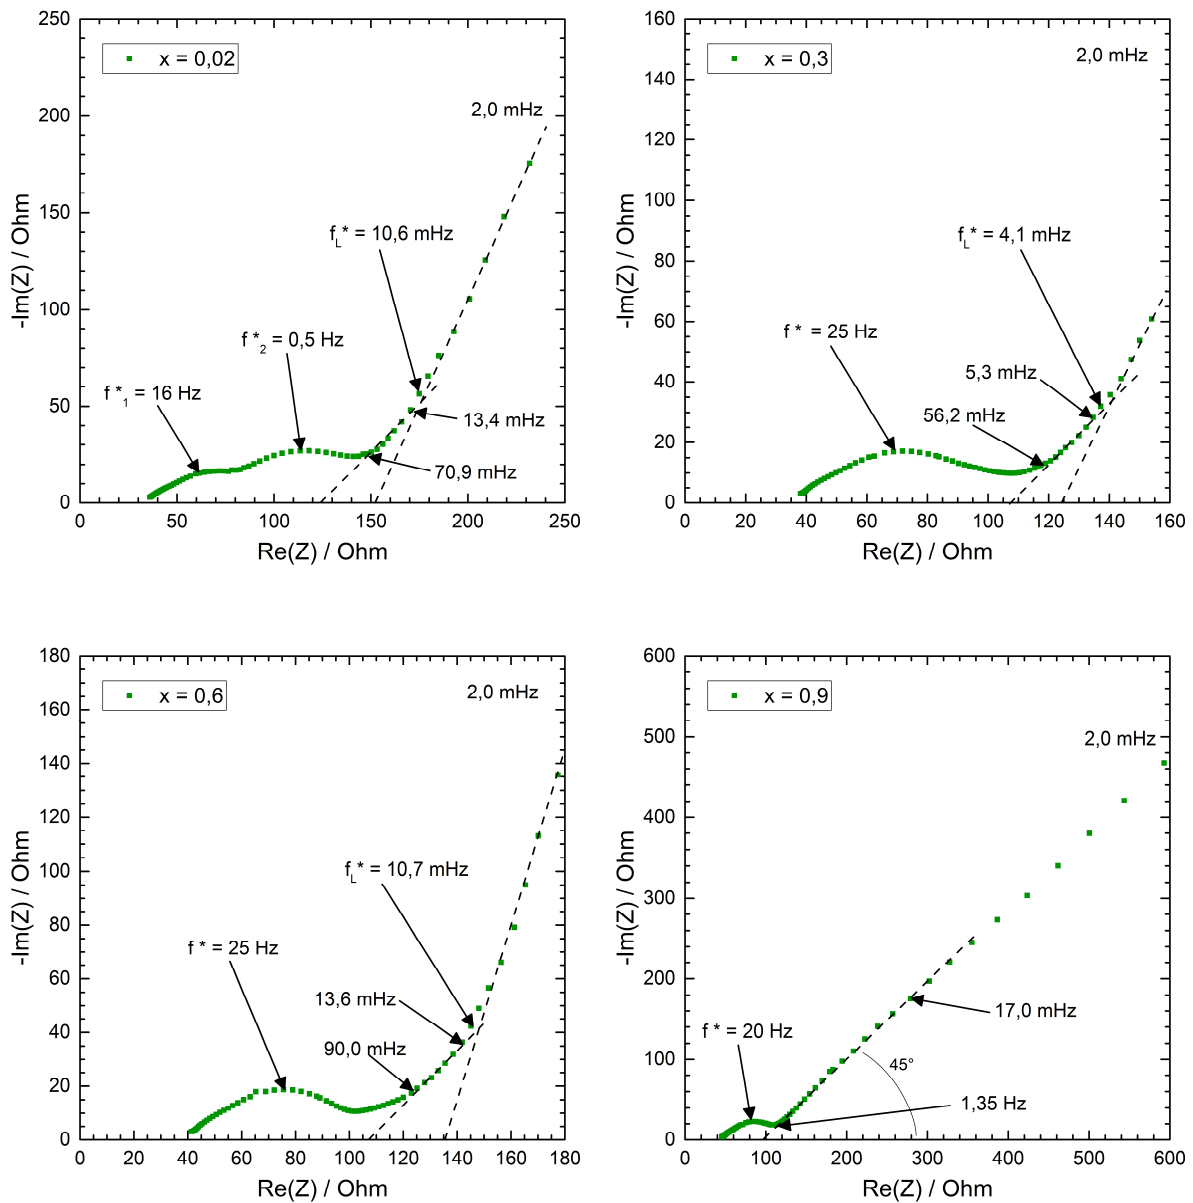 x = 0,02
2,0 mHz
f_L* = 10,6 mHz
f*_2 = 0,5 Hz
f*_1 = 16 Hz
13,4 mHz
70,9 mHz
250
200
150
100
50
0
0 50 100 150 200 250
-Im(Z) / Ohm
Re(Z) / Ohm
x = 0,3
2,0 mHz
f_L* = 4,1 mHz
f* = 25 Hz
5,3 mHz
56,2 mHz
160
140
120
100
80
60
40
20
0
0 20 40 60 80 100 120 140 160
-Im(Z) / Ohm
Re(Z) / Ohm
x = 0,6
2,0 mHz
f_L* = 10,7 mHz
f* = 25 Hz
13,6 mHz
90,0 mHz
180
160
140
120
100
80
60
40
20
0
0 20 40 60 80 100 120 140 160 180
-Im(Z) / Ohm
Re(Z) / Ohm
x = 0,9
2,0 mHz
17,0 mHz
f* = 20 Hz
45°
1,35 Hz
600
500
400
300
200
100
0
0 100 200 300 400 500 600
-Im(Z) / Ohm
Re(Z) / Ohm